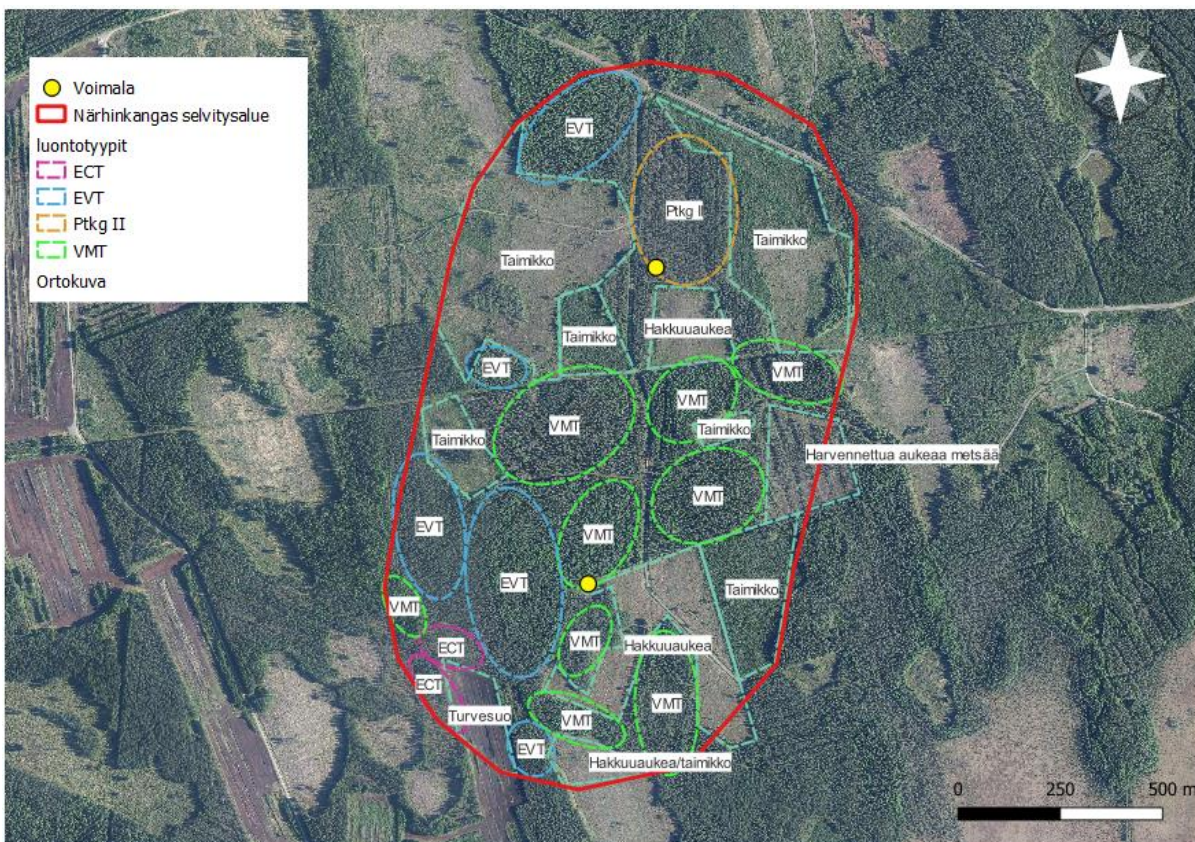 Voimala
Närhinkangas selvitysalue
luontotyypit
ECT
EVT
Ptkg II
VMT
Ortokuva
EVT
Ptkg II
Taimikko
Taimikko
Taimikko
Hakkuuaukea
EVT
VMT
VMT
VMT
Taimikko
Taimikko
Harvennettua aukeaa metsää
VMT
EVT
VMT
EVT
Taimikko
VMT
ECT
VMT
Hakkuuaukea
ECT
Turvesuo
VMT
VMT
EVT
Hakkuuaukea/taimikko
0 250 500 m